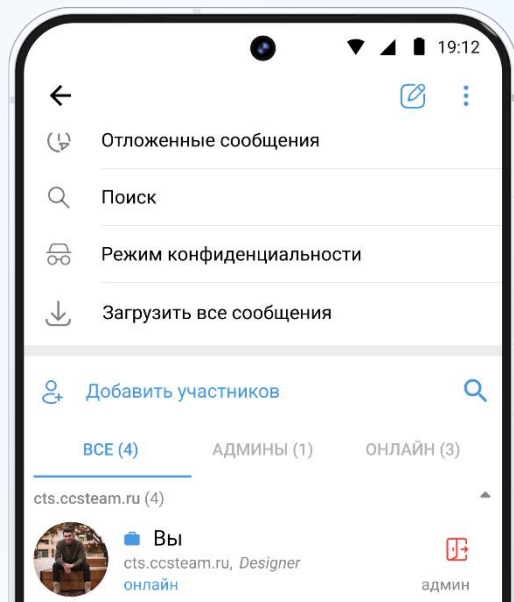 19:12
Отложенные сообщения
Поиск
Режим конфиденциальности
Загрузить все сообщения
Добавить участников
ВСЕ (4) АДМИНЫ (1) ОНЛАЙН (3)
cts.ccsteam.ru (4)
Вы
cts.ccsteam.ru, Designer
онлайн админ